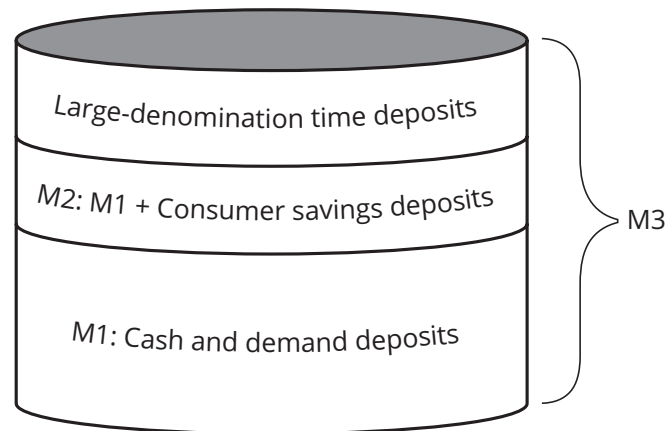 Large-denomination time deposits
M2: M1 + Consumer savings deposits
M3
M1: Cash and demand deposits